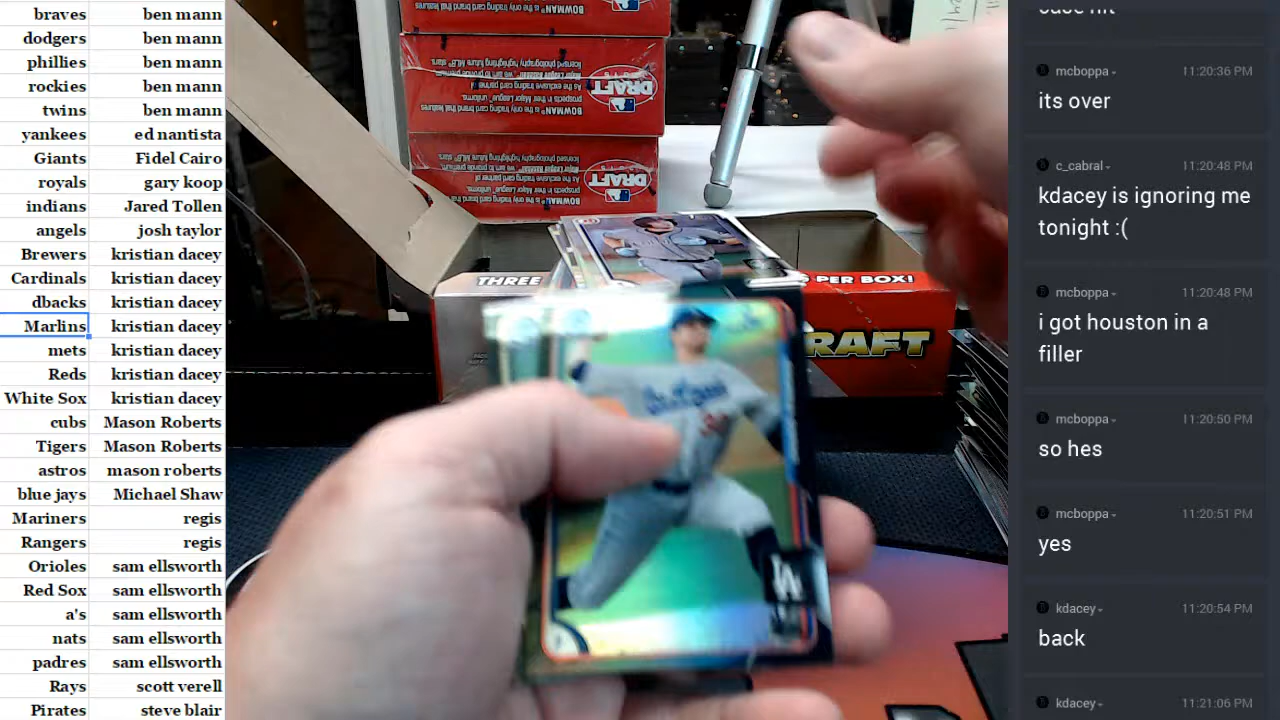 braves ben mann
dodgers ben mann
phillies ben mann
rockies ben mann
twins ben mann
yankees ed nantista
Giants Fidel Cairo
royals gary koop
indians Jared Tollen
angels josh taylor
Brewers kristian dacey
Cardinals kristian dacey
dbacks kristian dacey
Marlins kristian dacey
mets kristian dacey
Reds kristian dacey
White Sox kristian dacey
cubs Mason Roberts
Tigers Mason Roberts
astros mason roberts
blue jays Michael Shaw
Mariners regis
Rangers regis
Orioles sam ellsworth
Red Sox sam ellsworth
a's sam ellsworth
nats sam ellsworth
padres sam ellsworth
Rays scott verell
Pirates steve blair
BOWMAN
DRAFT
BOWMAN
DRAFT
THREE
PER BOX!
RAFT
LA
mcboppa 11:20:36 PM
its over
c_cabral 11:20:48 PM
kdacey is ignoring me
tonight :(
mcboppa 11:20:48 PM
i got houston in a
filler
mcboppa 11:20:50 PM
so hes
mcboppa 11:20:51 PM
yes
kdacey 11:20:54 PM
back
kdacey 11:21:06 PM